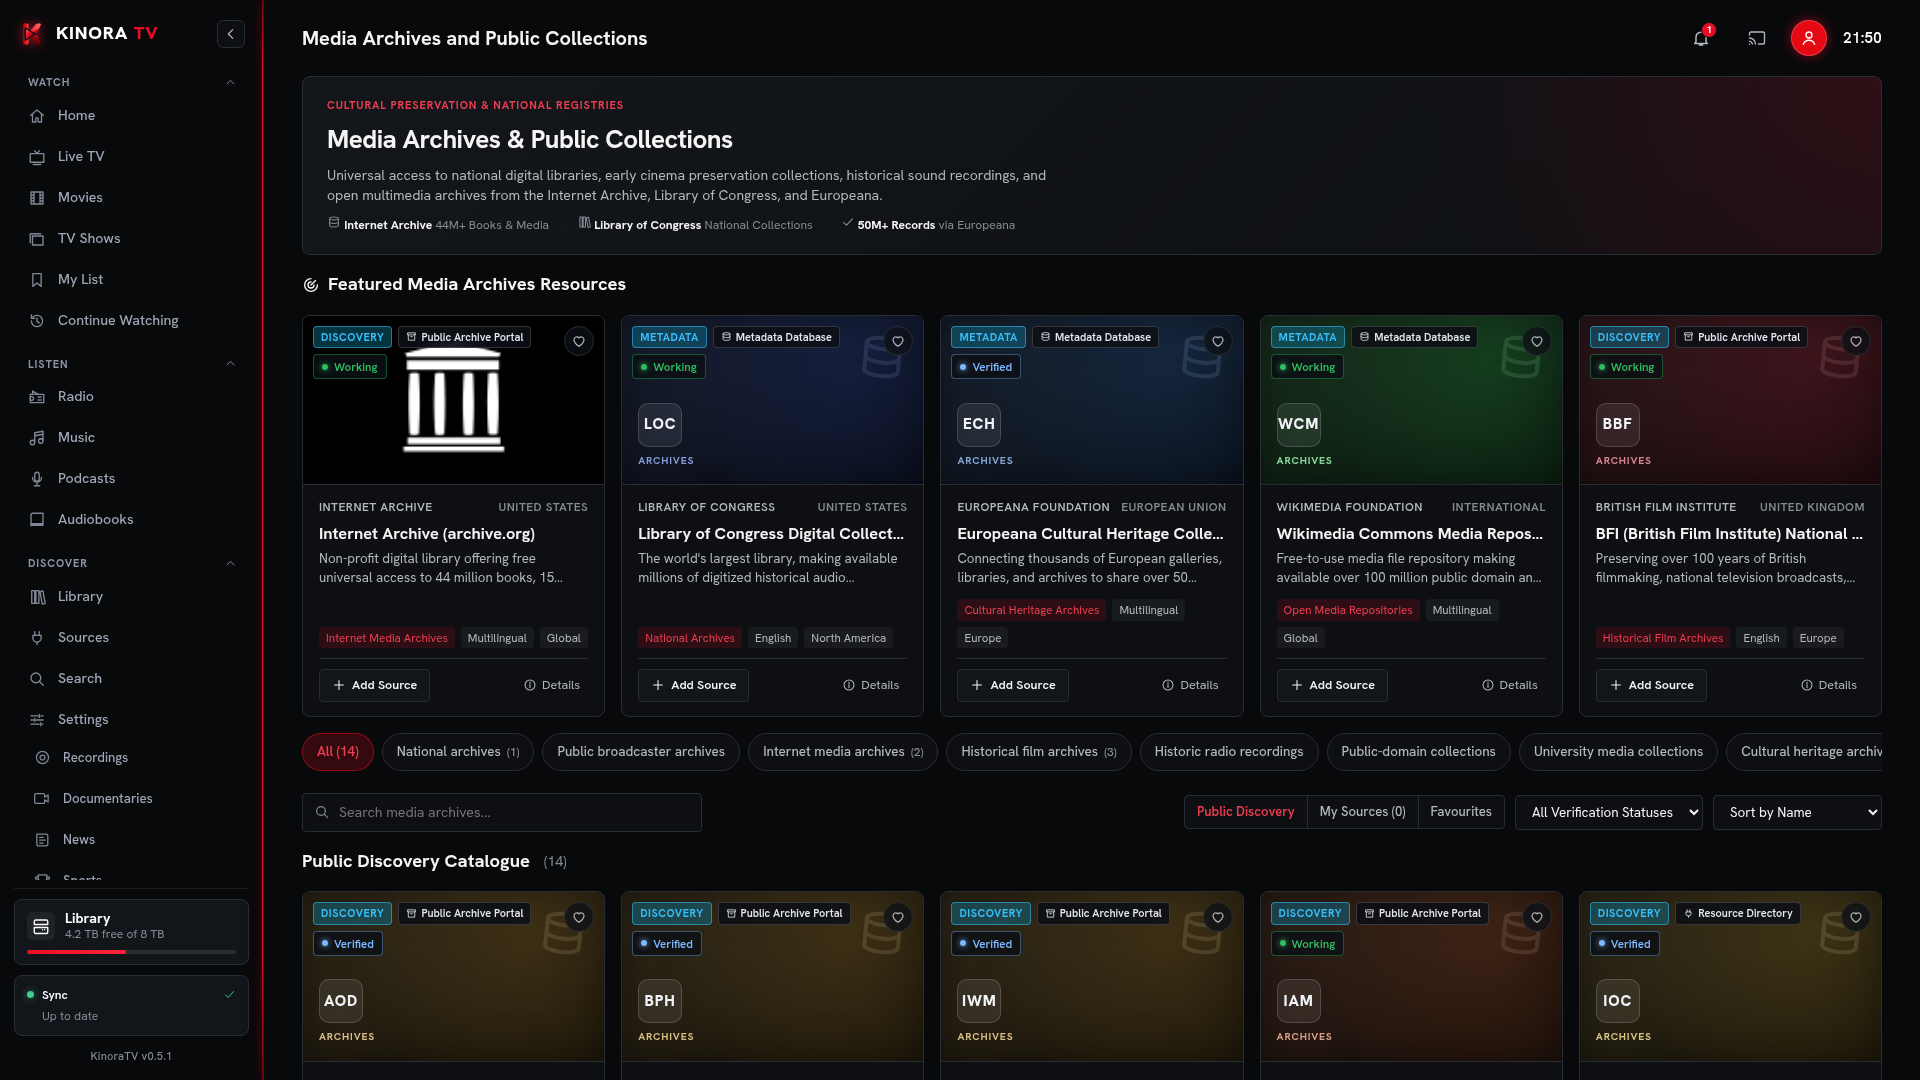 KINORA TV
WATCH
Home
Live TV
Movies
TV Shows
My List
Continue Watching
LISTEN
Radio
Music
Podcasts
Audiobooks
DISCOVER
Library
Sources
Search
Settings
Recordings
Documentaries
News
Sports
Library
4.2 TB free of 8 TB
Sync
Up to date
KinoraTV v0.5.1
Media Archives and Public Collections
1
21:50
CULTURAL PRESERVATION & NATIONAL REGISTRIES
Media Archives & Public Collections
Universal access to national digital libraries, early cinema preservation collections, historical sound recordings, and
open multimedia archives from the Internet Archive, Library of Congress, and Europeana.
Internet Archive 44M+ Books & Media · Library of Congress National Collections · 50M+ Records via Europeana
Featured Media Archives Resources
DISCOVERY Public Archive Portal
Working
INTERNET ARCHIVE UNITED STATES
Internet Archive (archive.org)
Non-profit digital library offering free
universal access to 44 million books, 15...
Internet Media Archives Multilingual Global
Add Source Details
METADATA Metadata Database
Working
LOC
ARCHIVES
LIBRARY OF CONGRESS UNITED STATES
Library of Congress Digital Collect...
The world's largest library, making available
millions of digitized historical audio...
National Archives English North America
Add Source Details
METADATA Metadata Database
Verified
ECH
ARCHIVES
EUROPEANA FOUNDATION EUROPEAN UNION
Europeana Cultural Heritage Colle...
Connecting thousands of European galleries,
libraries, and archives to share over 50...
Cultural Heritage Archives Multilingual
Europe
Add Source Details
METADATA Metadata Database
Working
WCM
ARCHIVES
WIKIMEDIA FOUNDATION INTERNATIONAL
Wikimedia Commons Media Repos...
Free-to-use media file repository making
available over 100 million public domain an...
Open Media Repositories Multilingual
Global
Add Source Details
DISCOVERY Public Archive Portal
Working
BBF
ARCHIVES
BRITISH FILM INSTITUTE UNITED KINGDOM
BFI (British Film Institute) National ...
Preserving over 100 years of British
filmmaking, national television broadcasts,...
Historical Film Archives English Europe
Add Source Details
All (14) National archives (1) Public broadcaster archives Internet media archives (2) Historical film archives (3) Historic radio recordings Public-domain collections University media collections Cultural heritage archiv
Search media archives...
Public Discovery My Sources (0) Favourites All Verification Statuses Sort by Name
Public Discovery Catalogue (14)
DISCOVERY Public Archive Portal
Verified
AOD
ARCHIVES
DISCOVERY Public Archive Portal
Verified
BPH
ARCHIVES
DISCOVERY Public Archive Portal
Verified
IWM
ARCHIVES
DISCOVERY Public Archive Portal
Working
IAM
ARCHIVES
DISCOVERY Resource Directory
Verified
IOC
ARCHIVES